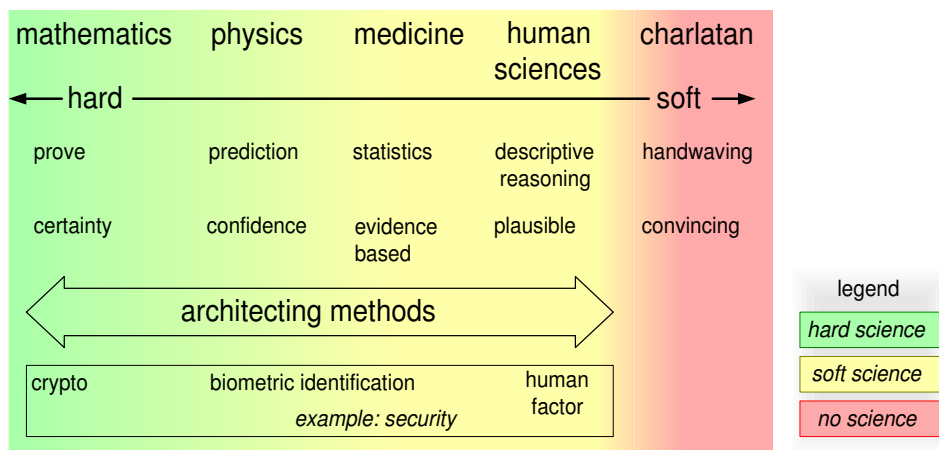 mathematics physics medicine human sciences charlatan
hard soft
prove prediction statistics descriptive reasoning handwaving
certainty confidence evidence based plausible convincing
architecting methods
crypto biometric identification human factor
example: security
legend
hard science
soft science
no science